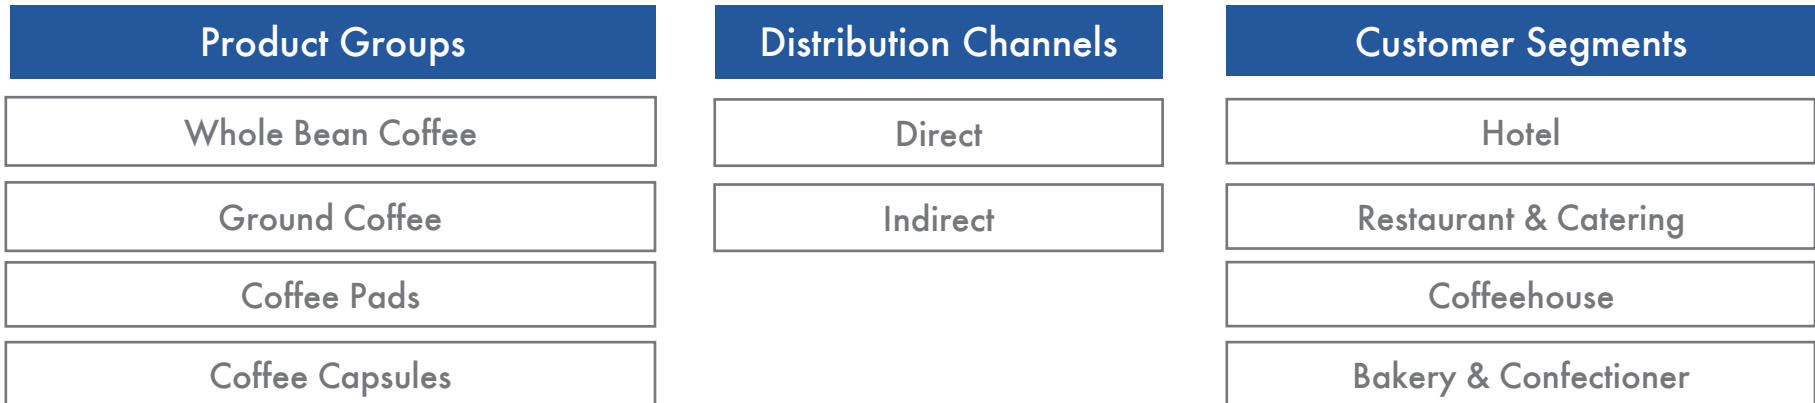 Product Groups
Whole Bean Coffee
Ground Coffee
Coffee Pads
Coffee Capsules
Distribution Channels
Direct
Indirect
Customer Segments
Hotel
Restaurant & Catering
Coffeehouse
Bakery & Confectioner